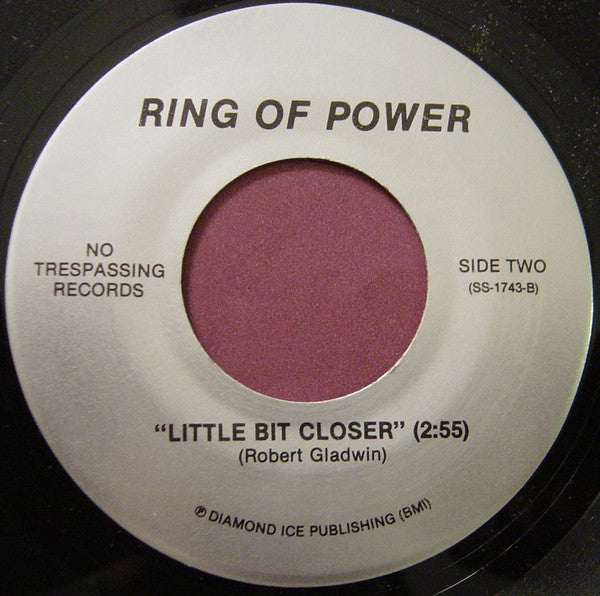 RING OF POWER
NO
TRESPASSING
RECORDS
SIDE TWO
(SS-1743-B)
"LITTLE BIT CLOSER" (2:55)
(Robert Gladwin)
℗ DIAMOND ICE PUBLISHING (BMI)